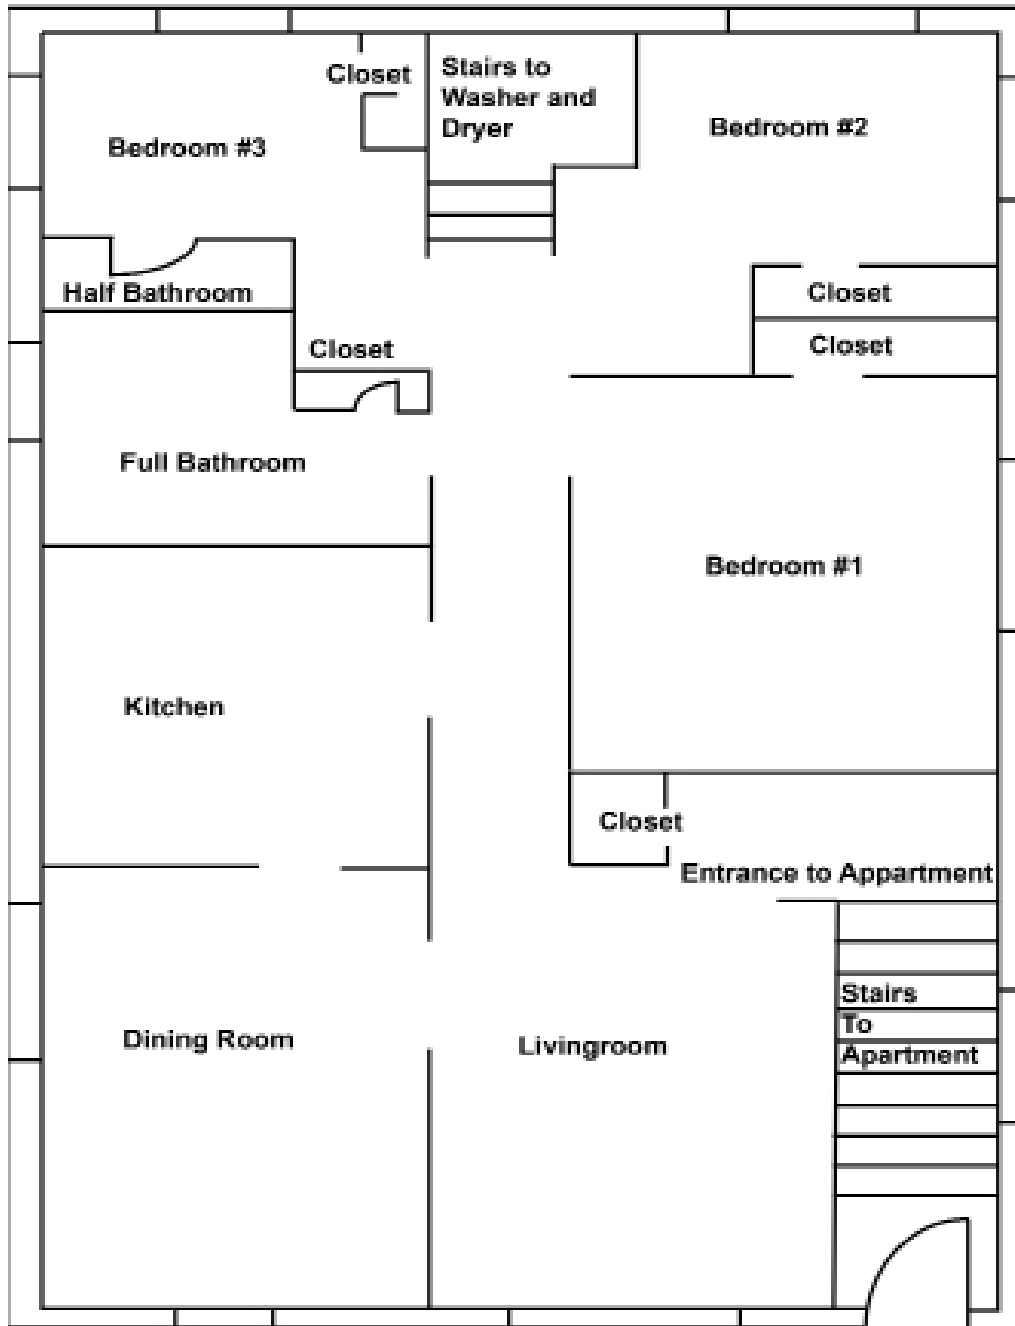 Closet
Stairs to
Washer and
Dryer
Bedroom #2
Bedroom #3
Half Bathroom
Closet
Closet
Closet
Full Bathroom
Bedroom #1
Kitchen
Closet
Entrance to Appartment
Stairs
To
Apartment
Dining Room
Livingroom